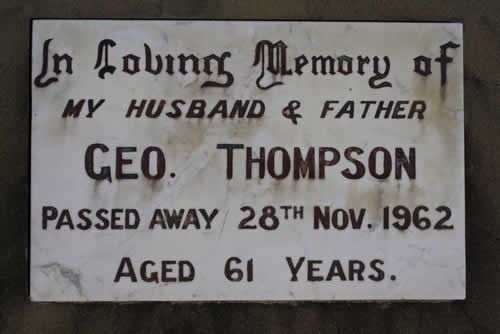 In Loving Memory of
MY HUSBAND & FATHER
GEO. THOMPSON
PASSED AWAY 28TH NOV. 1962
AGED 61 YEARS.